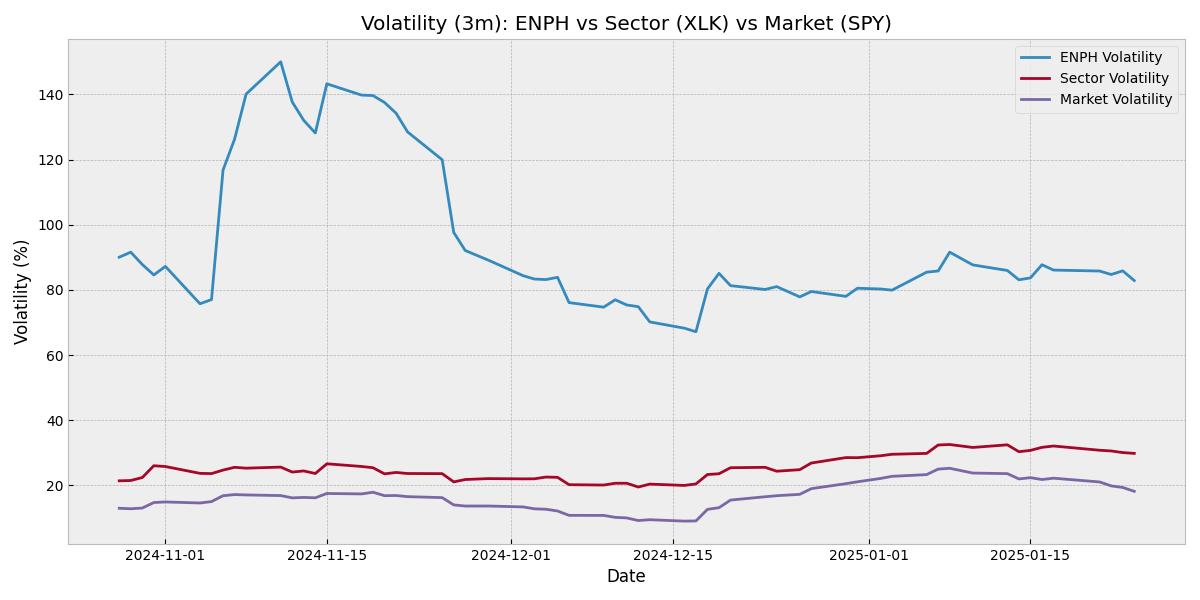 Volatility (3m): ENPH vs Sector (XLK) vs Market (SPY)
ENPH Volatility
Sector Volatility
Market Volatility
Volatility (%)
140
120
100
80
60
40
20
2024-11-01
2024-11-15
2024-12-01
2024-12-15
2025-01-01
2025-01-15
Date